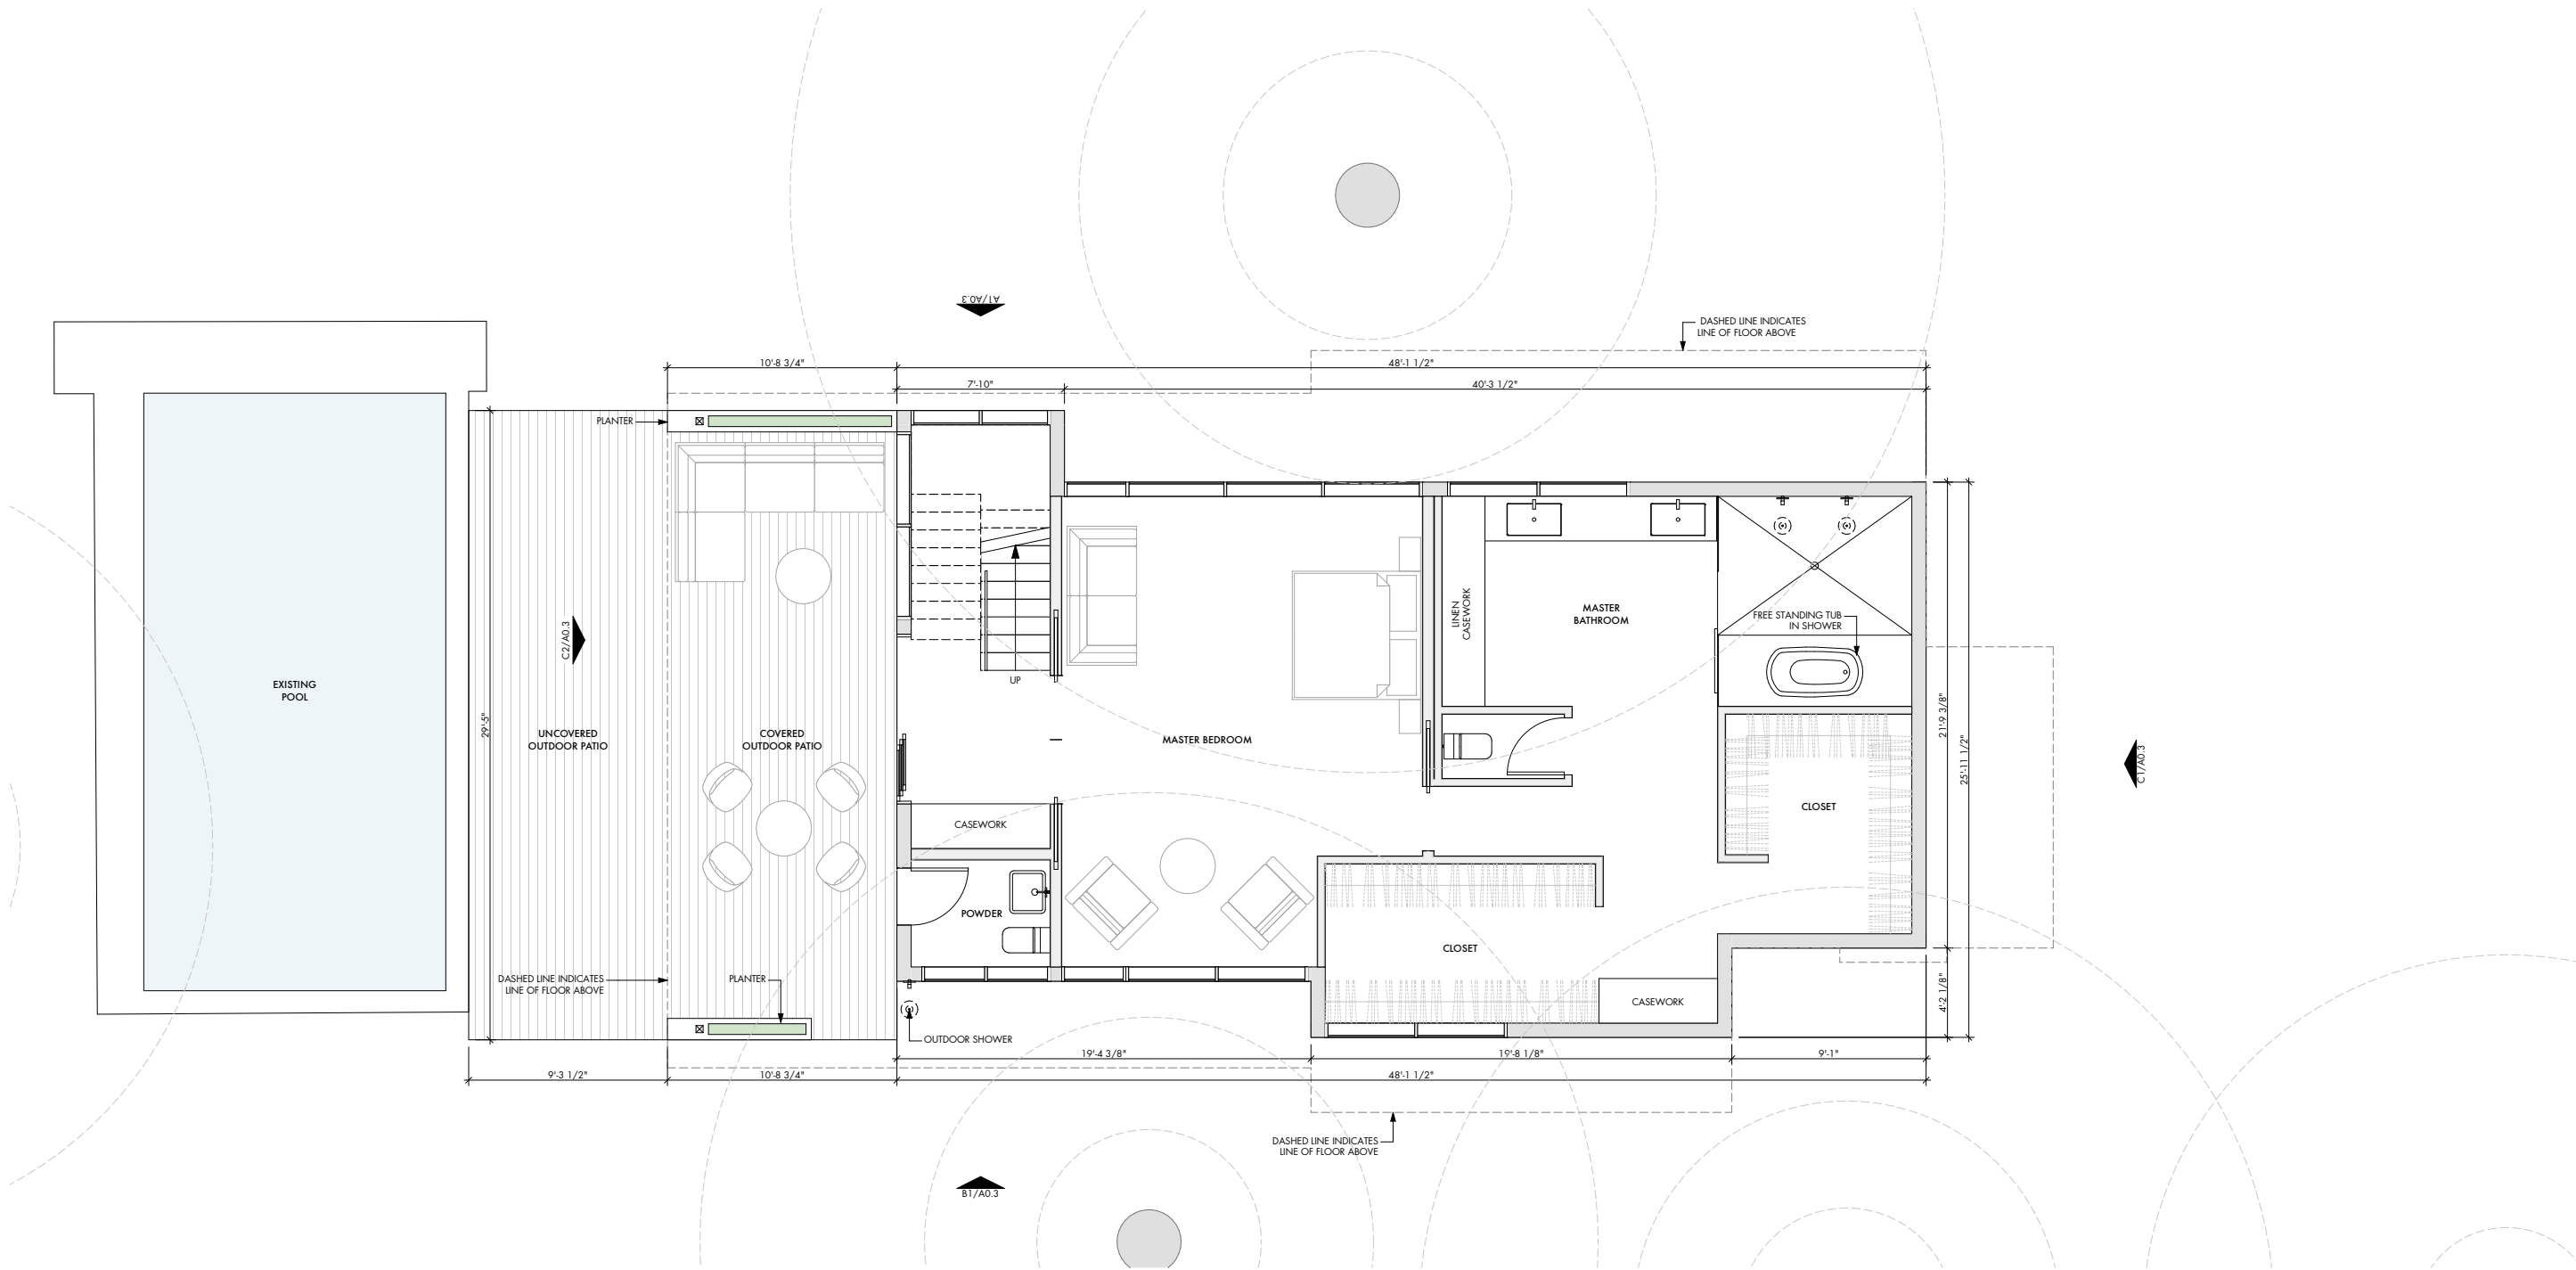 A1/A0.3
DASHED LINE INDICATES
LINE OF FLOOR ABOVE
10'-8 3/4"
48'-1 1/2"
7'-10"
40'-3 1/2"
PLANTER
C2/A0.3
LINEN
CASEWORK
MASTER
BATHROOM
FREE STANDING TUB
IN SHOWER
UP
EXISTING
POOL
29'-5"
UNCOVERED
OUTDOOR PATIO
COVERED
OUTDOOR PATIO
MASTER BEDROOM
21'-9 3/8"
25'-11 1/2"
C1/A0.3
CLOSET
CASEWORK
POWDER
CLOSET
DASHED LINE INDICATES
LINE OF FLOOR ABOVE
PLANTER
CASEWORK
4'-2 1/8"
OUTDOOR SHOWER
19'-4 3/8"
19'-8 1/8"
9'-1"
9'-3 1/2"
10'-8 3/4"
48'-1 1/2"
DASHED LINE INDICATES
LINE OF FLOOR ABOVE
B1/A0.3